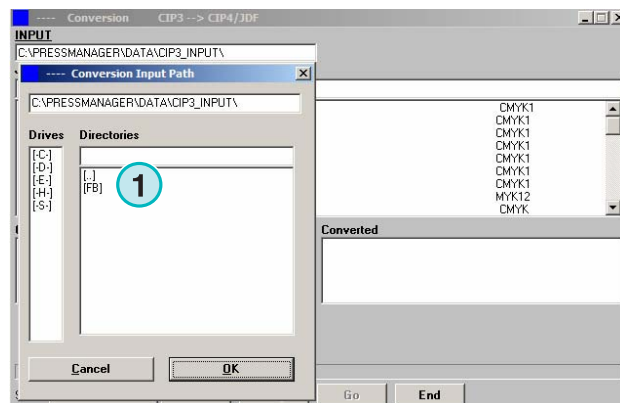 ---- Conversion CIP3 --> CIP4/JDF
INPUT
C:\PRESSMANAGER\DATA\CIP3_INPUT\
---- Conversion Input Path
C:\PRESSMANAGER\DATA\CIP3_INPUT\
Drives Directories
[-C-]
[-D-]
[-E-]
[-H-]
[-S-]
[..]
[FB]
1
CMYK1
CMYK1
CMYK1
CMYK1
CMYK1
CMYK1
MYK12
CMYK
Converted
Cancel OK
Go End